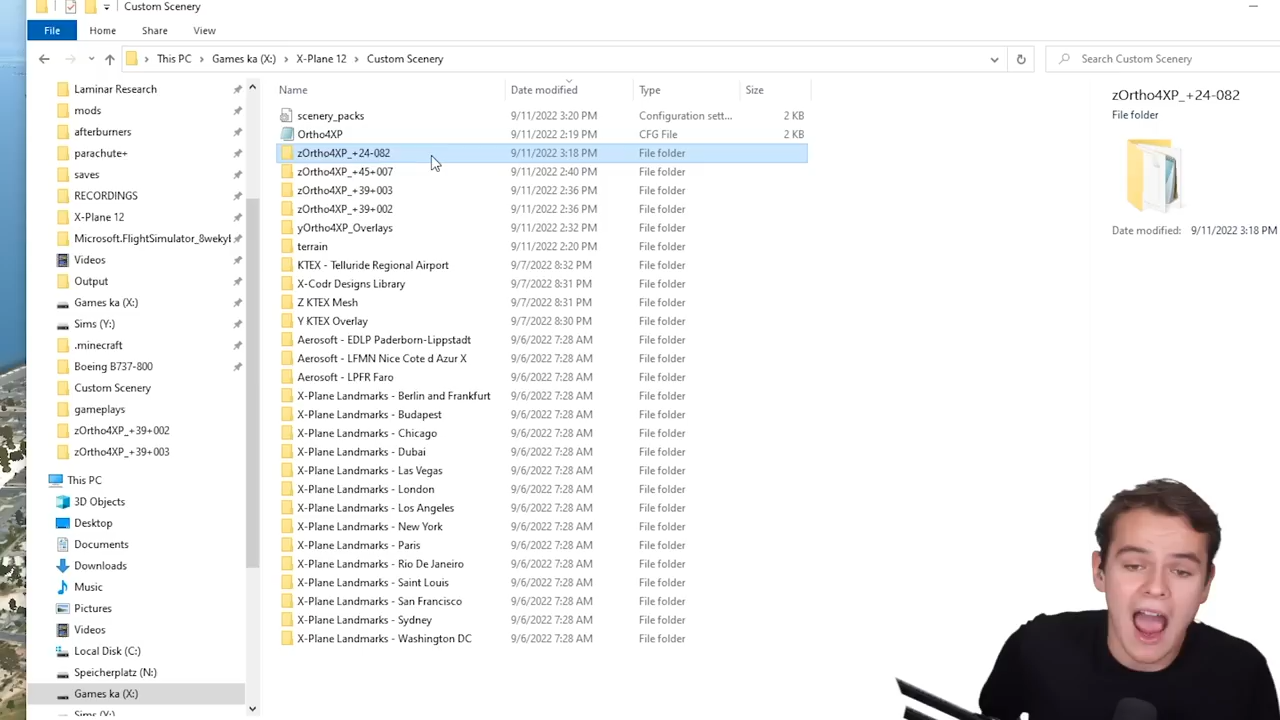 Custom Scenery
File Home Share View
This PC Games ka (X:) X-Plane 12 Custom Scenery Search Custom Scenery
Laminar Research
mods
afterburners
parachute+
saves
RECORDINGS
X-Plane 12
Microsoft.FlightSimulator_8wekyl
Videos
Output
Games ka (X:)
Sims (Y:)
.minecraft
Boeing B737-800
Custom Scenery
gameplays
zOrtho4XP_+39+002
zOrtho4XP_+39+003
This PC
3D Objects
Desktop
Documents
Downloads
Music
Pictures
Videos
Local Disk (C:)
Speicherplatz (N:)
Games ka (X:)
Sims (Y:)
Name Date modified Type Size
scenery_packs 9/11/2022 3:20 PM Configuration sett... 2 KB
Ortho4XP 9/11/2022 2:19 PM CFG File 2 KB
zOrtho4XP_+24-082 9/11/2022 3:18 PM File folder
zOrtho4XP_+45+007 9/11/2022 2:40 PM File folder
zOrtho4XP_+39+003 9/11/2022 2:36 PM File folder
zOrtho4XP_+39+002 9/11/2022 2:36 PM File folder
yOrtho4XP_Overlays 9/11/2022 2:32 PM File folder
terrain 9/11/2022 2:20 PM File folder
KTEX - Telluride Regional Airport 9/7/2022 8:32 PM File folder
X-Codr Designs Library 9/7/2022 8:31 PM File folder
Z KTEX Mesh 9/7/2022 8:31 PM File folder
Y KTEX Overlay 9/7/2022 8:30 PM File folder
Aerosoft - EDLP Paderborn-Lippstadt 9/6/2022 7:28 AM File folder
Aerosoft - LFMN Nice Cote d Azur X 9/6/2022 7:28 AM File folder
Aerosoft - LPFR Faro 9/6/2022 7:28 AM File folder
X-Plane Landmarks - Berlin and Frankfurt 9/6/2022 7:28 AM File folder
X-Plane Landmarks - Budapest 9/6/2022 7:28 AM File folder
X-Plane Landmarks - Chicago 9/6/2022 7:28 AM File folder
X-Plane Landmarks - Dubai 9/6/2022 7:28 AM File folder
X-Plane Landmarks - Las Vegas 9/6/2022 7:28 AM File folder
X-Plane Landmarks - London 9/6/2022 7:28 AM File folder
X-Plane Landmarks - Los Angeles 9/6/2022 7:28 AM File folder
X-Plane Landmarks - New York 9/6/2022 7:28 AM File folder
X-Plane Landmarks - Paris 9/6/2022 7:28 AM File folder
X-Plane Landmarks - Rio De Janeiro 9/6/2022 7:28 AM File folder
X-Plane Landmarks - Saint Louis 9/6/2022 7:28 AM File folder
X-Plane Landmarks - San Francisco 9/6/2022 7:28 AM File folder
X-Plane Landmarks - Sydney 9/6/2022 7:28 AM File folder
X-Plane Landmarks - Washington DC 9/6/2022 7:28 AM File folder
zOrtho4XP_+24-082
File folder
Date modified: 9/11/2022 3:18 PM